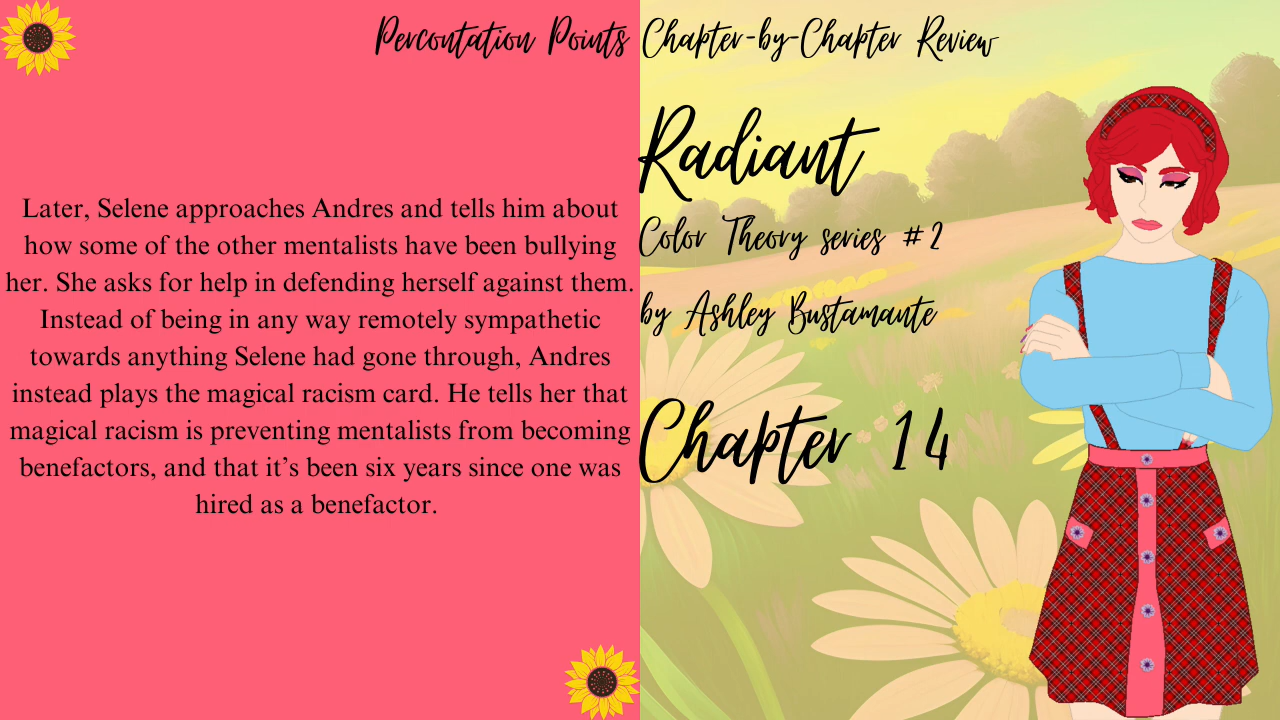 Percontation Points Chapter-by-Chapter Review
Later, Selene approaches Andres and tells him about
how some of the other mentalists have been bullying
her. She asks for help in defending herself against them.
Instead of being in any way remotely sympathetic
towards anything Selene had gone through, Andres
instead plays the magical racism card. He tells her that
magical racism is preventing mentalists from becoming
benefactors, and that it’s been six years since one was
hired as a benefactor.
Radiant
Color Theory series #2
by Ashley Bustamante
Chapter 14